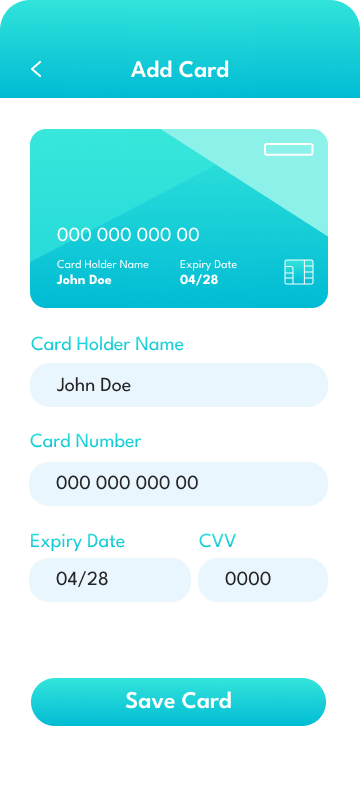 Add Card
000 000 000 00
Card Holder Name Expiry Date
John Doe 04/28
Card Holder Name
John Doe
Card Number
000 000 000 00
Expiry Date CVV
04/28 0000
Save Card